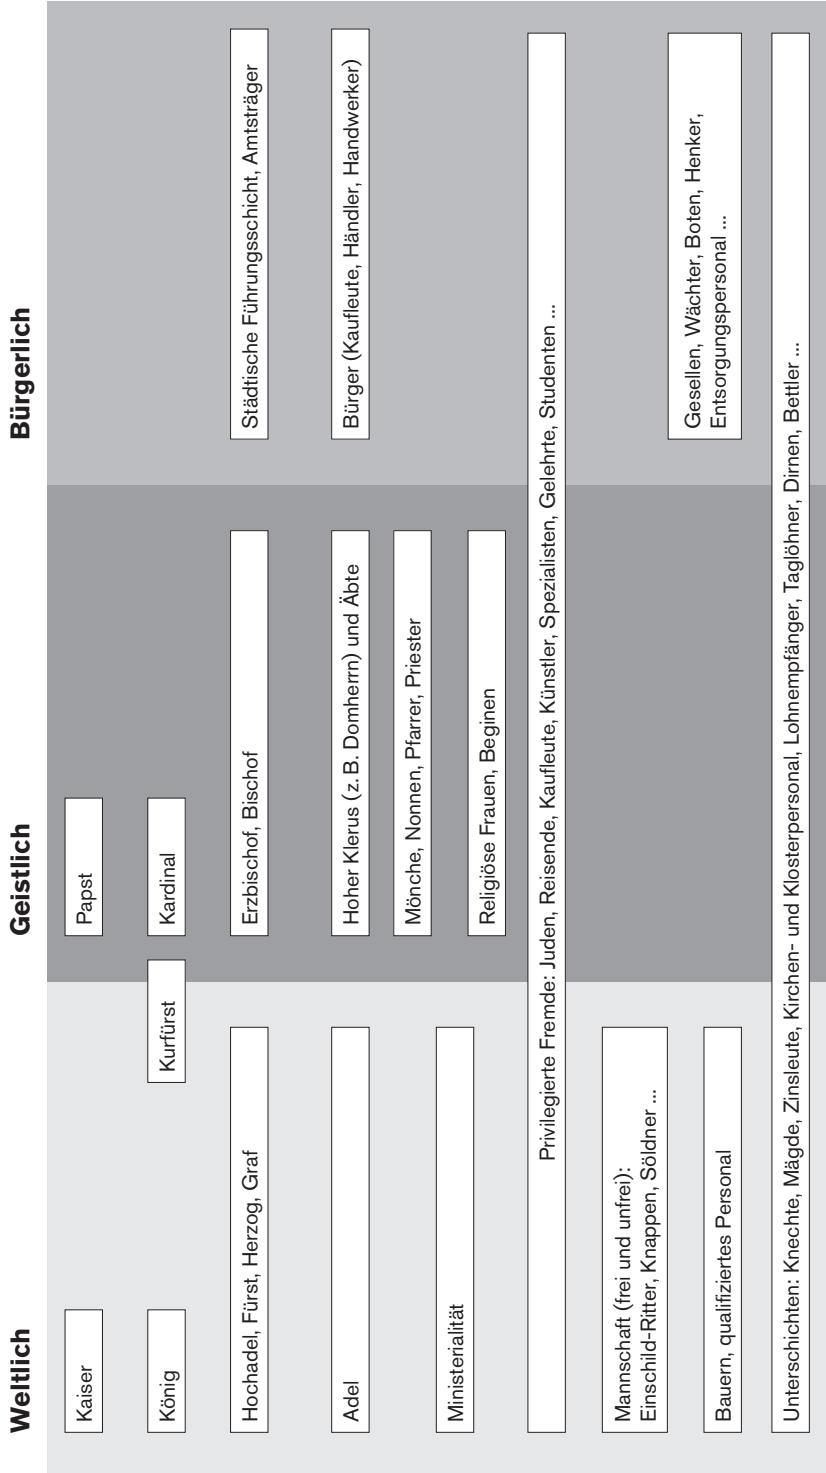 Weltlich
Geistlich
Bürgerlich
Kaiser
Papst
König
Kurfürst
Kardinal
Hochadel, Fürst, Herzog, Graf
Erzbischof, Bischof
Städtische Führungsschicht, Amtsträger
Adel
Hoher Klerus (z. B. Domherrn) und Äbte
Bürger (Kaufleute, Händler, Handwerker)
Mönche, Nonnen, Pfarrer, Priester
Ministerialität
Religiöse Frauen, Beginen
Privilegierte Fremde: Juden, Reisende, Kaufleute, Künstler, Spezialisten, Gelehrte, Studenten ...
Mannschaft (frei und unfrei):
Einschild-Ritter, Knappen, Söldner ...
Gesellen, Wächter, Boten, Henker,
Entsorgungspersonal ...
Bauern, qualifiziertes Personal
Unterschichten: Knechte, Mägde, Zinsleute, Kirchen- und Klosterpersonal, Lohnempfänger, Taglöhner, Dirnen, Bettler ...